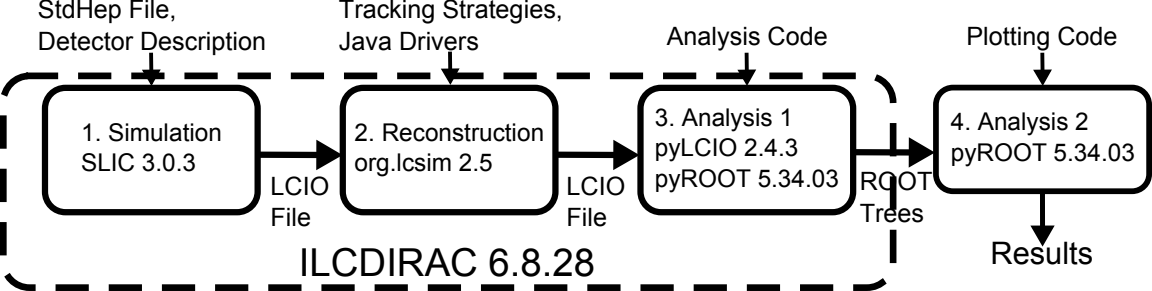 StdHep File,
Detector Description
Tracking Strategies,
Java Drivers
Analysis Code
Plotting Code
1. Simulation
SLIC 3.0.3
LCIO
File
2. Reconstruction
org.lcsim 2.5
LCIO
File
3. Analysis 1
pyLCIO 2.4.3
pyROOT 5.34.03
ROOT
Trees
4. Analysis 2
pyROOT 5.34.03
Results
ILCDIRAC 6.8.28